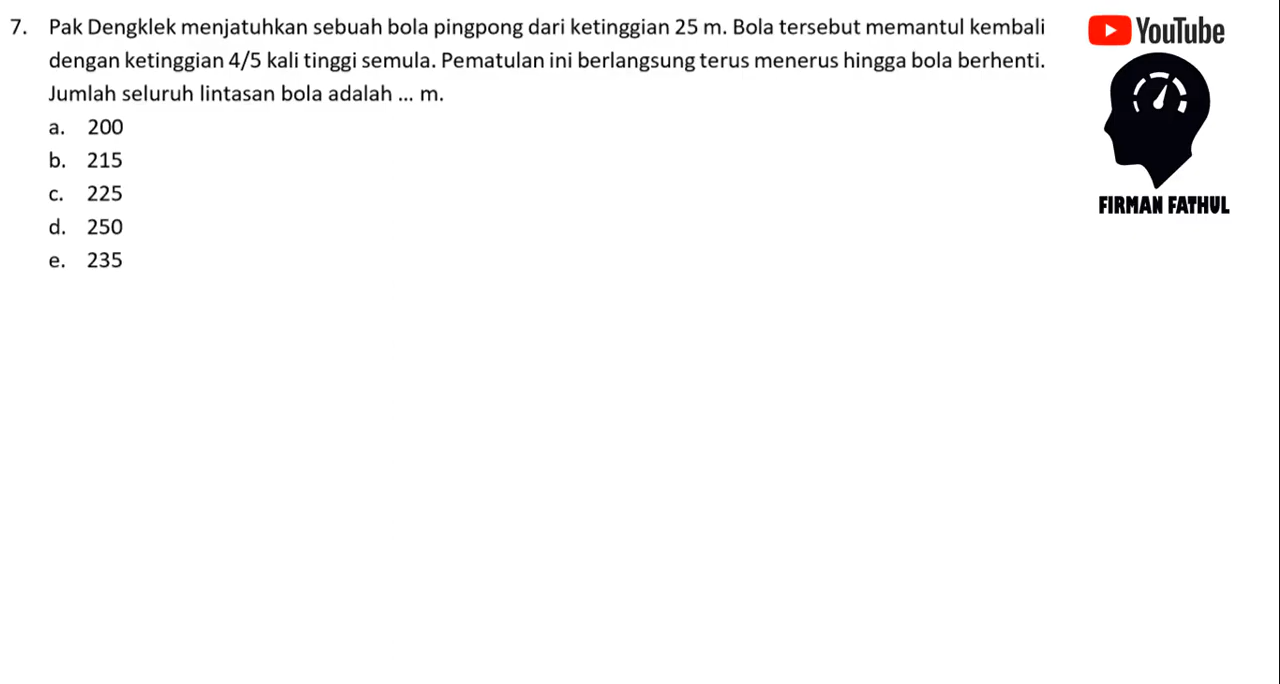 7. Pak Dengklek menjatuhkan sebuah bola pingpong dari ketinggian 25 m. Bola tersebut memantul kembali
dengan ketinggian 4/5 kali tinggi semula. Pematulan ini berlangsung terus menerus hingga bola berhenti.
Jumlah seluruh lintasan bola adalah ... m.
a. 200
b. 215
c. 225
d. 250
e. 235
YouTube
FIRMAN FATHUL